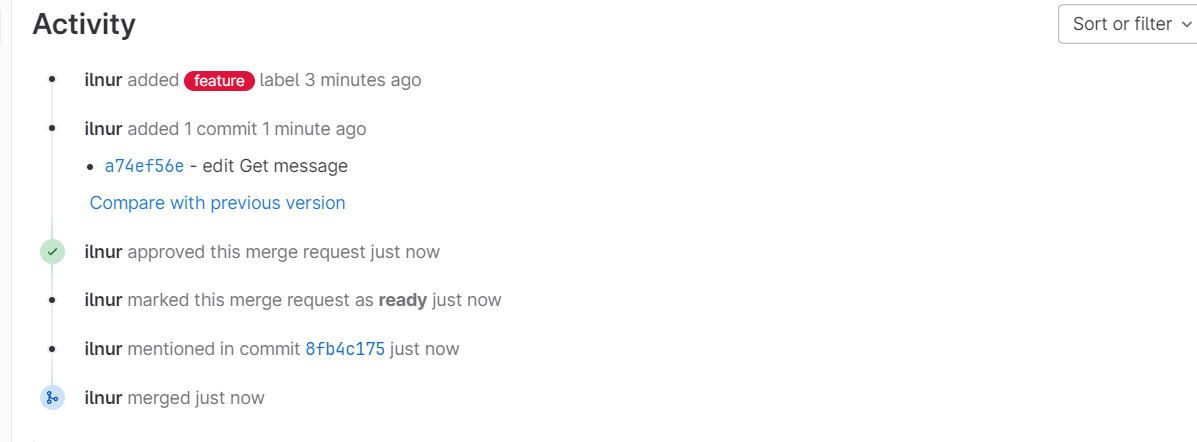 Activity
Sort or filter
ilnur added feature label 3 minutes ago
ilnur added 1 commit 1 minute ago
a74ef56e - edit Get message
Compare with previous version
ilnur approved this merge request just now
ilnur marked this merge request as ready just now
ilnur mentioned in commit 8fb4c175 just now
ilnur merged just now